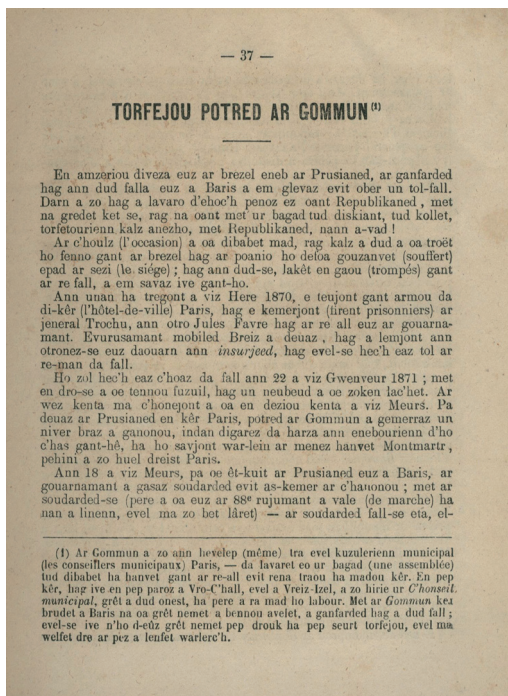 — 37 —
TORFEJOU POTRED AR GOMMUN (1)
En amzeriou diveza euz ar brezel eneb ar Prusianed, ar ganfarded
hag ann dud falla euz a Baris a em glevaz evit ober un tol-fall.
Darn a zo hag a lavaro d'ehoc'h penoz ez oant Republikaned, met
na gredet ket se, rag na oant met ur bagad tud diskiant, tud kollet,
torfetourienn kalz anezho, met Republikaned, nann a-vad !
Ar c'houlz (l'occasion) a oa dibabet mad, rag kalz a dud a oa troët
ho fenno gant ar brezel hag ar poanio ho defoa gouzanvet (souffert)
epad ar sezi (le siége) ; hag ann dud-se, lakêt en gaou (trompés) gant
ar re fall, a em savaz ive gant-ho.
Ann unan ha tregont a viz Here 1870, e teujont gant armou da
di-kêr (l'hôtel-de-ville) Paris, hag e kemerjont (firent prisonniers) ar
jeneral Trochu, ann otro Jules Favre hag ar re all euz ar gouarna-
mant. Evurusamant mobiled Breiz a deuaz, hag a lemjont ann
otronez-se euz daouarn ann insurjeed, hag evel-se hec'h eaz tol ar
re-man da fall.
Ho zol hec'h eaz c'hoaz da fall ann 22 a viz Gwenveur 1871 ; met
en dro-se a oe tennou fuzuil, hag un neubeud a oe zoken lac'het. Ar
wez kenta ma c'honejont a oa en deziou kenta a viz Meurs. Pa
deuaz ar Prusianed en kêr Paris, potred ar Gommun a gemerraz un
niver braz a ganonou, indan digarez da harza ann enebourienn d'ho
c'has gant-hê, ha ho savjont war-lein ar menez hanvet Montmartr,
pehini a zo huel dreist Paris.
Ann 18 a viz Meurs, pa oe êt-kuit ar Prusianed euz a Baris, ar
gouarnamant a gasaz soudarded evit as-kemer ar c'hanonou ; met ar
soudarded-se (pere a oa euz ar 88e rujumant a vale (de marche) ha
nan a linenn, evel ma zo bet lâret) — ar soudarded fall-se eta, el-
(1) Ar Gommun a zo ann hevelep (même) tra evel kuzulerienn municipal
(les conseillers municipaux) Paris, — da lavaret eo ur bagad (une assemblée)
tud dibabet ha hanvet gant ar re-all evit rena traou ha madou kêr. En pep
kêr, hag ive en pep paroz a Vro-C'hall, evel a Vreiz-Izel, a zo hirie ur C'honseil
municipal, grêt a dud onest, ha pere a ra mad ho labour. Met ar Gommun ken
brudet a Baris na oa grêt nemet a bennou avelet, a ganfarded hag a dud fall ;
evel-se ive n'ho d-eûz grêt nemet pep drouk ha pep seurt torfejou, evel ma
welfet dre ar pez a lenfet warlerc'h.